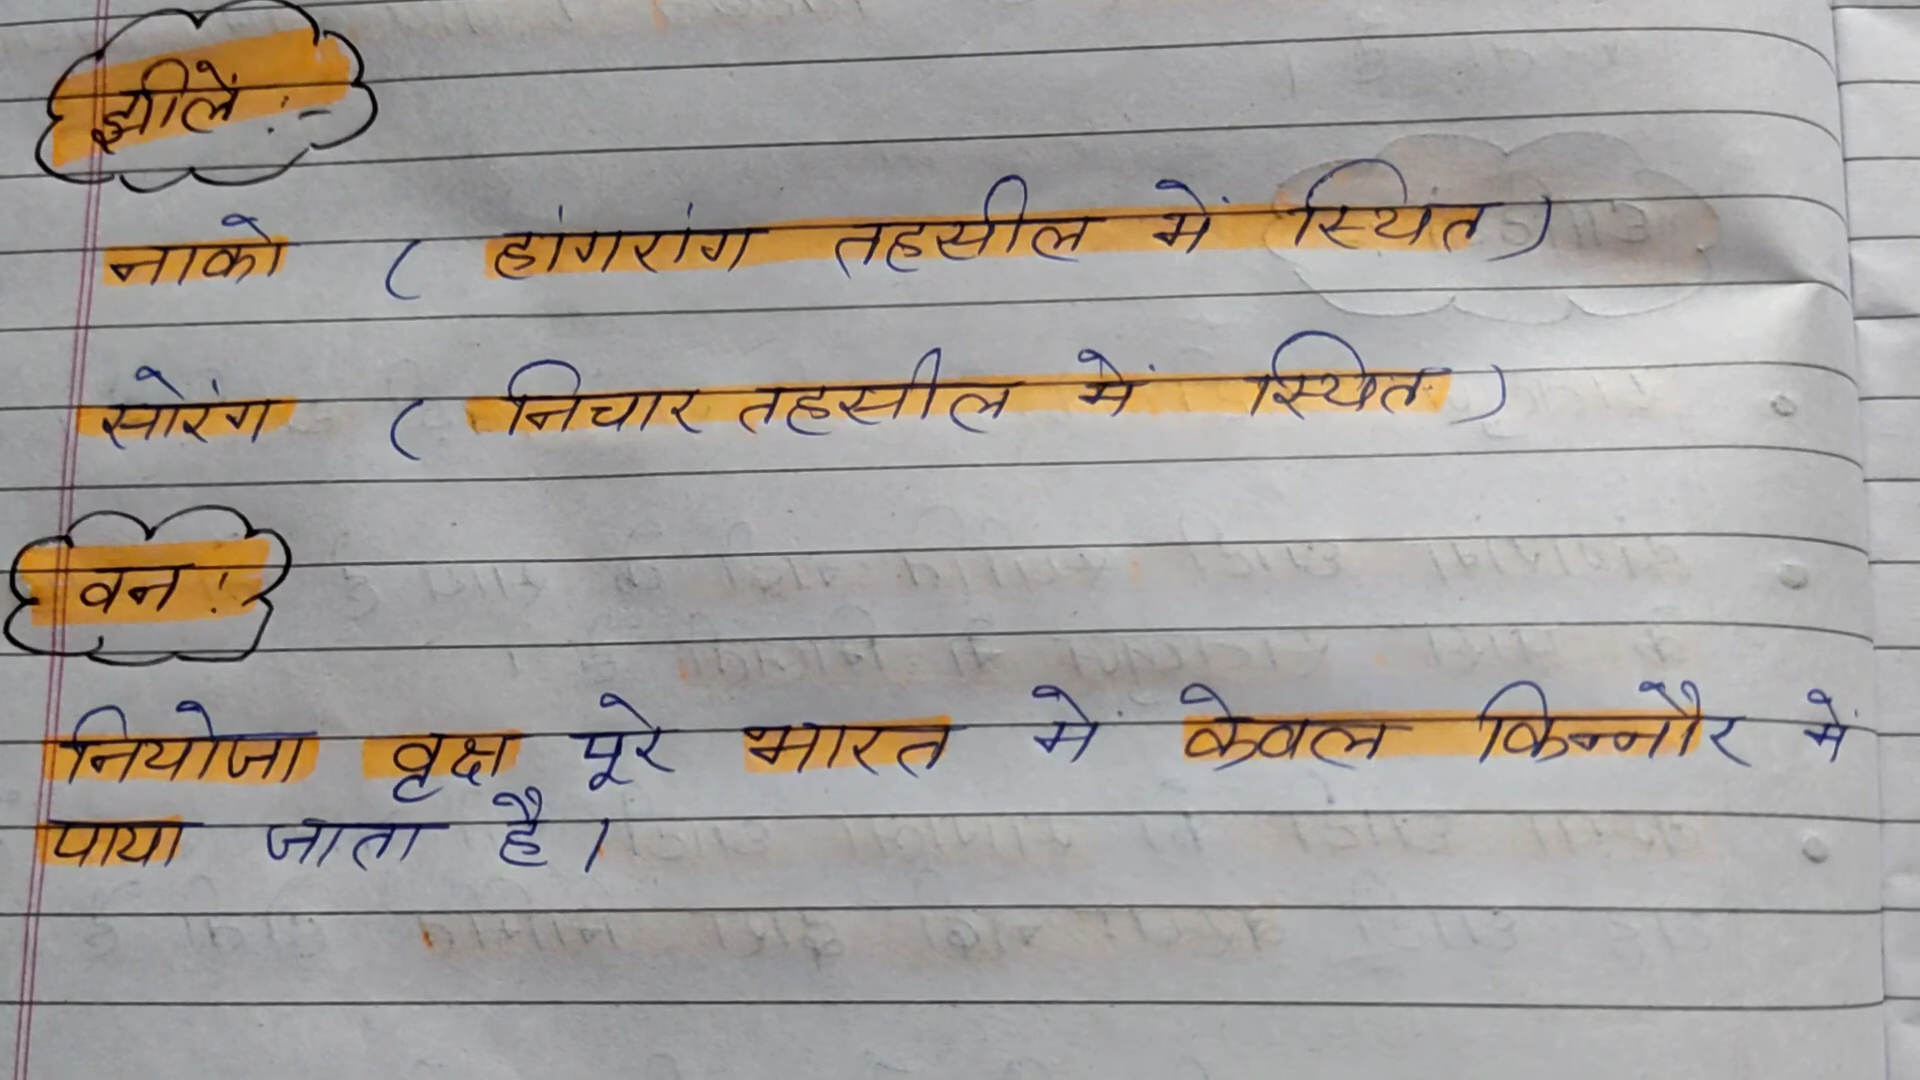 झीलें :-
नाको ( हांगरांग तहसील में स्थित )
सोरंग ( निचार तहसील में स्थित )
वन :-
नियोजा वृक्ष पूरे भारत मे केवल किन्नौर में
पाया जाता है।